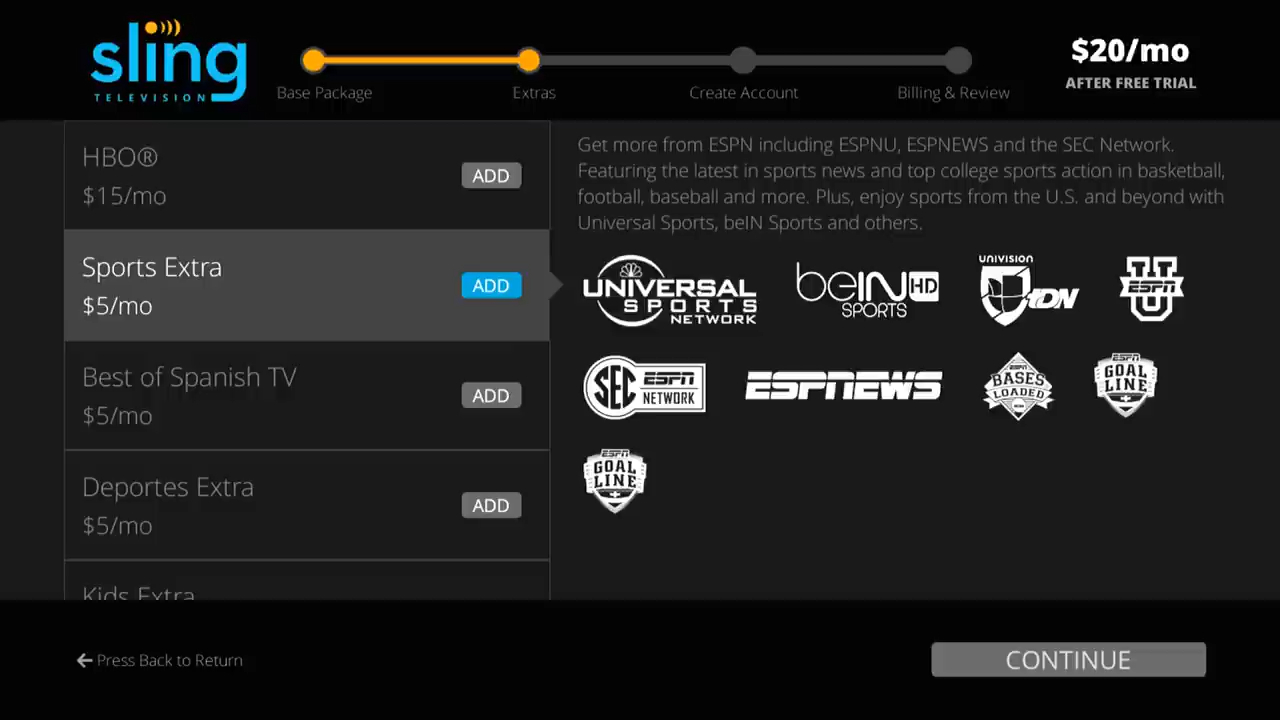 sling
TELEVISION
Base Package
Extras
Create Account
Billing & Review
$20/mo
AFTER FREE TRIAL
HBO®
$15/mo
ADD
Sports Extra
$5/mo
ADD
Best of Spanish TV
$5/mo
ADD
Deportes Extra
$5/mo
ADD
Kids Extra
Get more from ESPN including ESPNU, ESPNEWS and the SEC Network.
Featuring the latest in sports news and top college sports action in basketball,
football, baseball and more. Plus, enjoy sports from the U.S. and beyond with
Universal Sports, beIN Sports and others.
UNIVERSAL
SPORTS
NETWORK
beIN HD
SPORTS
UNIVISION
tDN
U
ESPN
SEC ESPN
NETWORK
ESPNEWS
ESPN
BASES
LOADED
ESPN
GOAL
LINE
ESPN
GOAL
LINE
Press Back to Return
CONTINUE